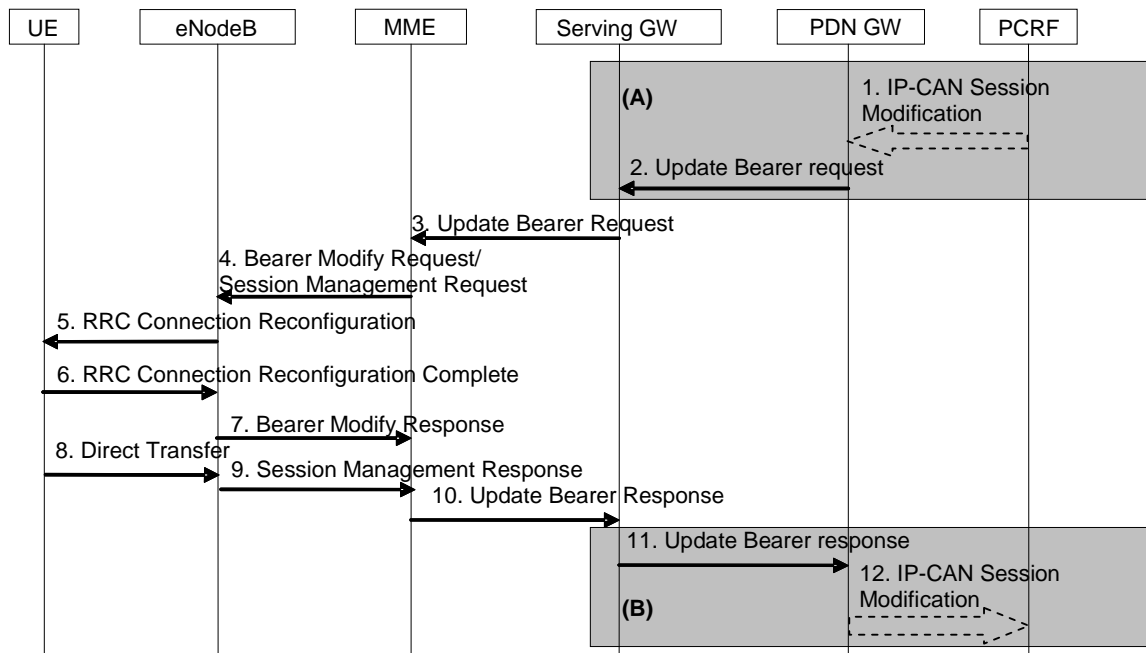 UE
eNodeB
MME
Serving GW
PDN GW
PCRF
(A)
1. IP-CAN Session
Modification
2. Update Bearer request
3. Update Bearer Request
4. Bearer Modify Request/
Session Management Request
5. RRC Connection Reconfiguration
6. RRC Connection Reconfiguration Complete
7. Bearer Modify Response
8. Direct Transfer
9. Session Management Response
10. Update Bearer Response
11. Update Bearer response
12. IP-CAN Session
Modification
(B)